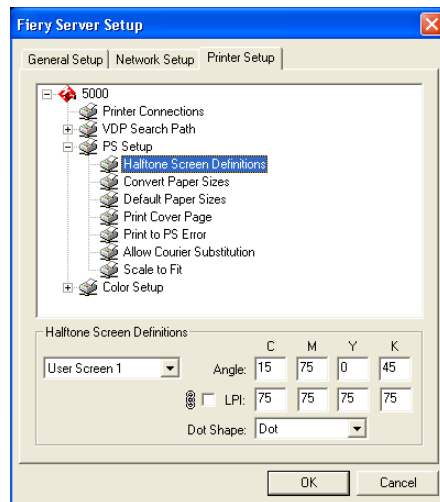 Fiery Server Setup
General Setup Network Setup Printer Setup
5000
Printer Connections
VDP Search Path
PS Setup
Halftone Screen Definitions
Convert Paper Sizes
Default Paper Sizes
Print Cover Page
Print to PS Error
Allow Courier Substitution
Scale to Fit
Color Setup
Halftone Screen Definitions
C M Y K
User Screen 1 Angle: 15 75 0 45
LPI: 75 75 75 75
Dot Shape: Dot
OK Cancel